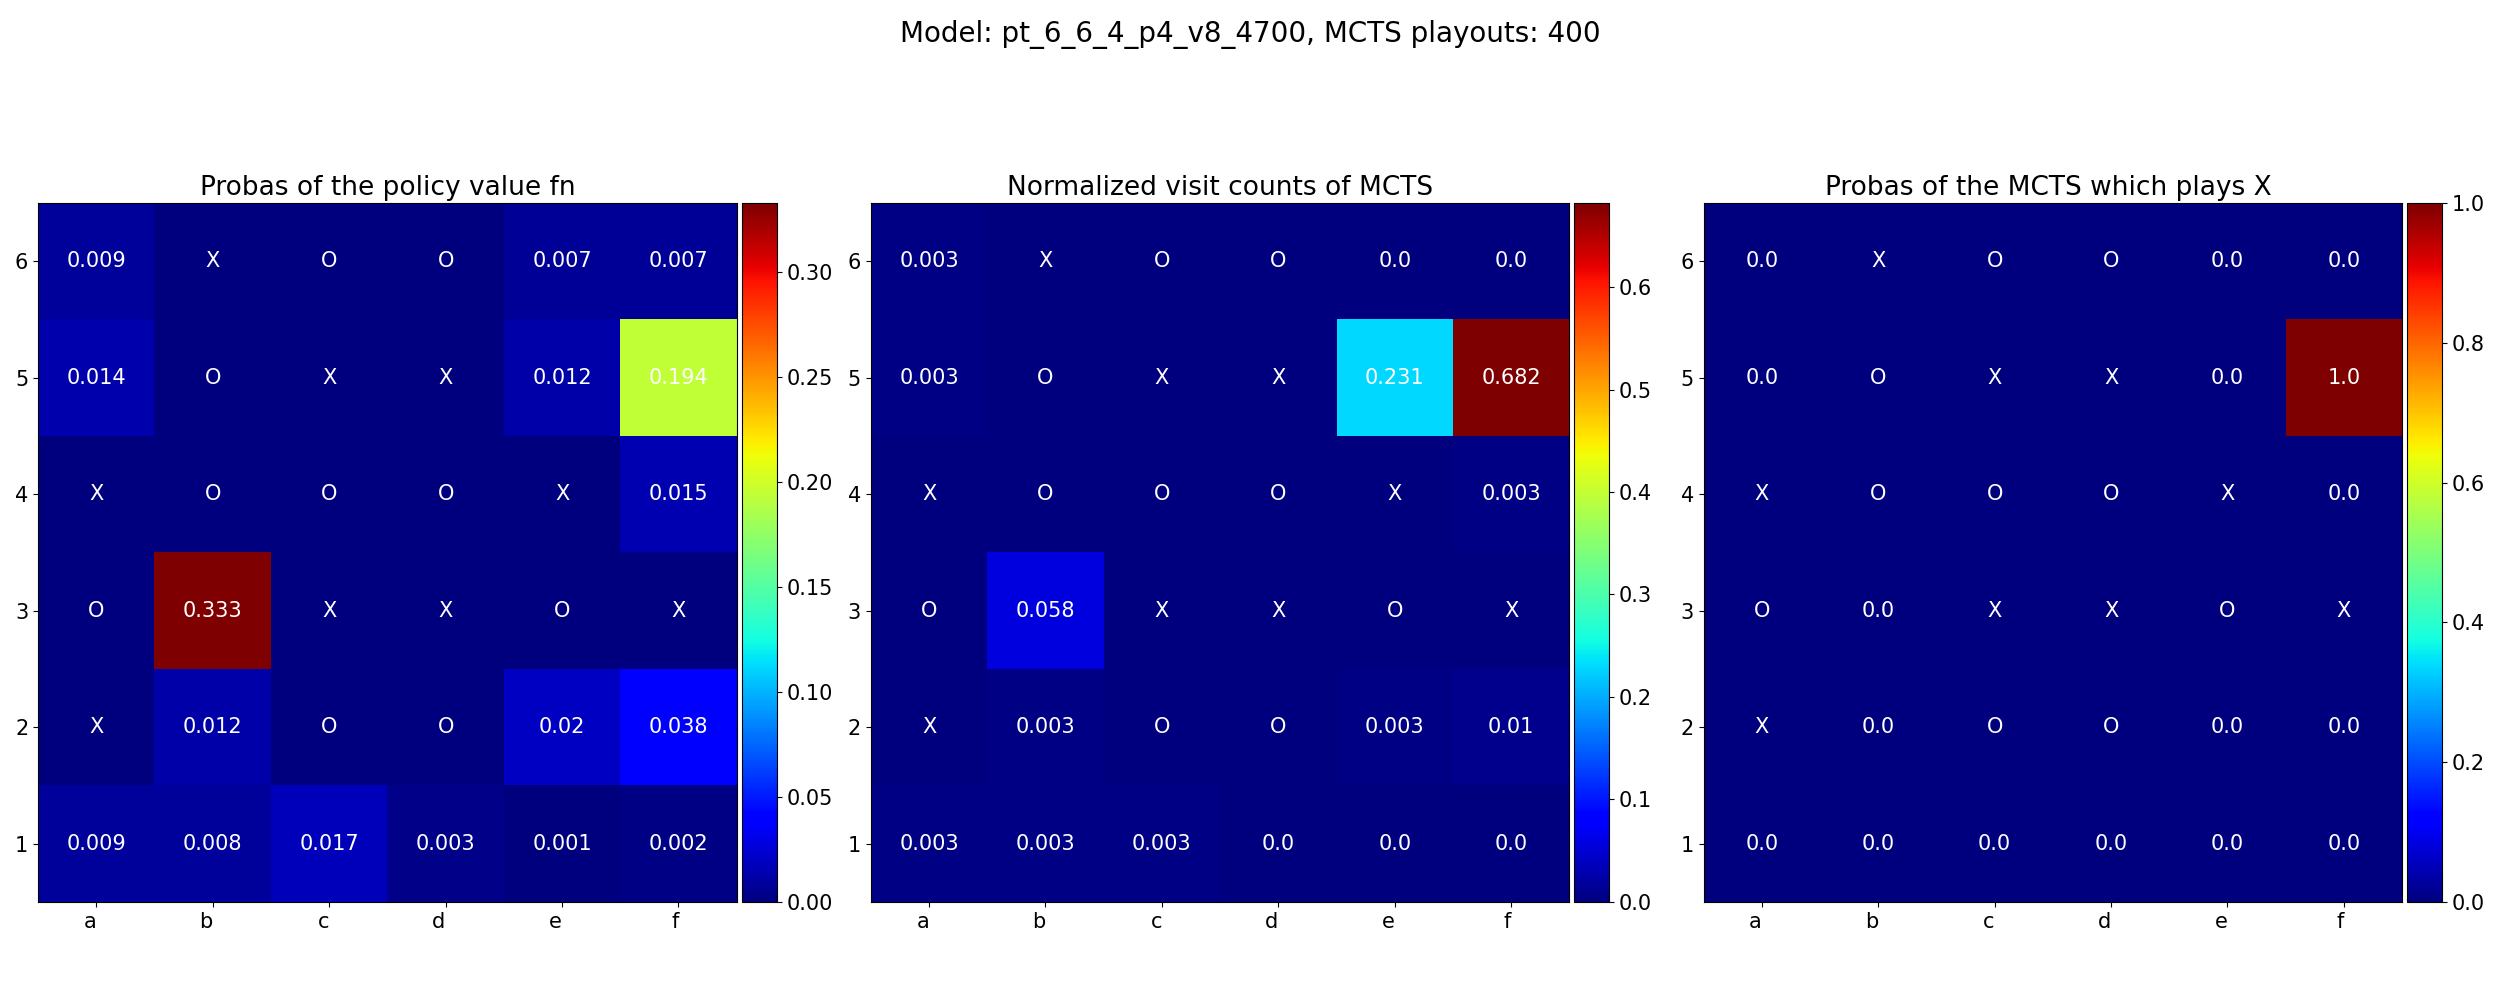 Model: pt_6_6_4_p4_v8_4700, MCTS playouts: 400
Probas of the policy value fn
6 0.009 X O O 0.007 0.007
5 0.014 O X X 0.012 0.194
4 X O O O X 0.015
3 O 0.333 X X O X
2 X 0.012 O O 0.02 0.038
1 0.009 0.008 0.017 0.003 0.001 0.002
a b c d e f
0.30
0.25
0.20
0.15
0.10
0.05
0.00
Normalized visit counts of MCTS
6 0.003 X O O 0.0 0.0
5 0.003 O X X 0.231 0.682
4 X O O O X 0.003
3 O 0.058 X X O X
2 X 0.003 O O 0.003 0.01
1 0.003 0.003 0.003 0.0 0.0 0.0
a b c d e f
0.6
0.5
0.4
0.3
0.2
0.1
0.0
Probas of the MCTS which plays X
6 0.0 X O O 0.0 0.0
5 0.0 O X X 0.0 1.0
4 X O O O X 0.0
3 O 0.0 X X O X
2 X 0.0 O O 0.0 0.0
1 0.0 0.0 0.0 0.0 0.0 0.0
a b c d e f
1.0
0.8
0.6
0.4
0.2
0.0